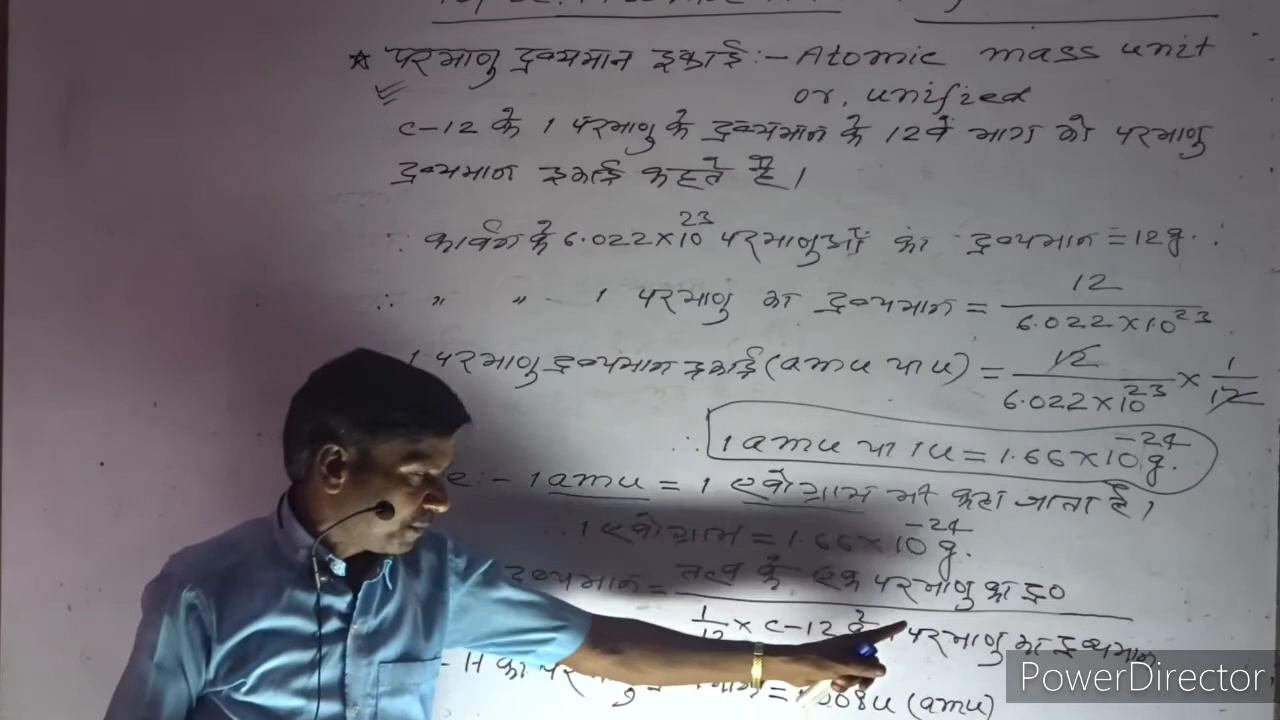 ★ परमाणु द्रव्यमान इकाई:- Atomic mass unit
or, unified
C-12 के 1 परमाणु के द्रव्यमान के 12वे भाग को परमाणु
द्रव्यमान इकाई कहते है।
∵ कार्बन के 6.022×10²³ परमाणुओं का द्रव्यमान = 12g.
∴ " " 1 परमाणु का द्रव्यमान = 12 / 6.022×10²³
1 परमाणु द्रव्यमान इकाई (amu या u) = 12 / 6.022×10²³ × 1/12
∴ 1 amu या 1u = 1.66×10⁻²⁴ g.
e:- 1 amu = 1 एवोग्राम भी कहा जाता है।
∴ 1 एवोग्राम = 1.66×10⁻²⁴ g.
द्रव्यमान = तत्व के एक परमाणु का द्र०
1/12 × C-12 के परमाणु का द्रव्यमान
- H का = 008u (amu)
PowerDirector